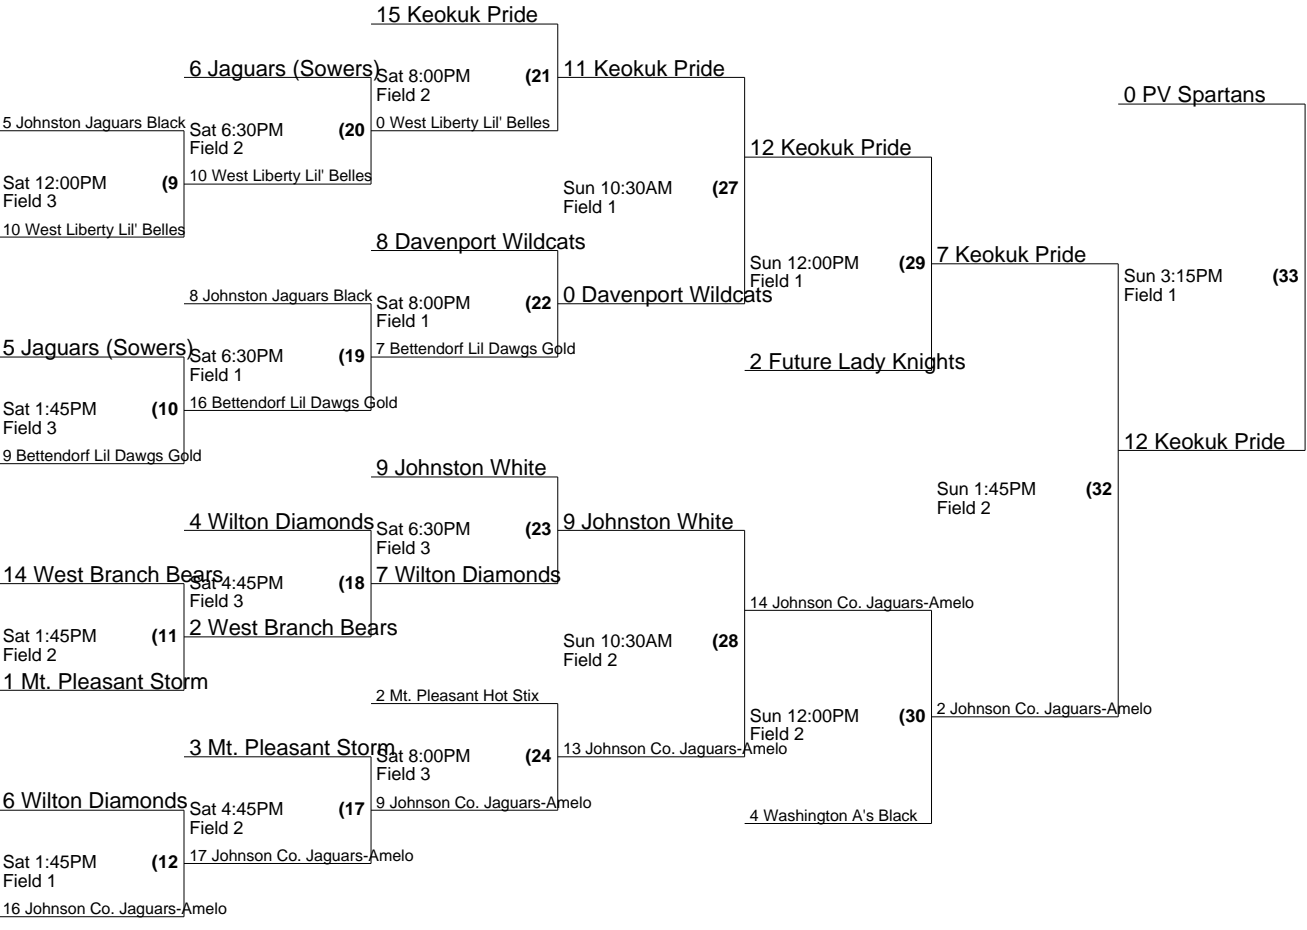 15 Keokuk Pride
6 Jaguars (Sowers)
Sat 8:00PM (21
Field 2
11 Keokuk Pride
0 PV Spartans
5 Johnston Jaguars Black
Sat 6:30PM (20
Field 2
0 West Liberty Lil' Belles
12 Keokuk Pride
10 West Liberty Lil' Belles
Sat 12:00PM (9
Field 3
Sun 10:30AM (27
Field 1
10 West Liberty Lil' Belles
8 Davenport Wildcats
Sun 12:00PM (29
Field 1
7 Keokuk Pride
Sun 3:15PM (33
Field 1
8 Johnston Jaguars Black
Sat 8:00PM (22
Field 1
0 Davenport Wildcats
5 Jaguars (Sowers)
Sat 6:30PM (19
Field 1
7 Bettendorf Lil Dawgs Gold
2 Future Lady Knights
16 Bettendorf Lil Dawgs Gold
Sat 1:45PM (10
Field 3
9 Bettendorf Lil Dawgs Gold
12 Keokuk Pride
9 Johnston White
Sun 1:45PM (32
Field 2
4 Wilton Diamonds
Sat 6:30PM (23
Field 3
9 Johnston White
14 West Branch Bears
Sat 4:45PM (18
Field 3
7 Wilton Diamonds
14 Johnson Co. Jaguars-Amelo
2 West Branch Bears
Sat 1:45PM (11
Field 2
Sun 10:30AM (28
Field 2
1 Mt. Pleasant Storm
2 Mt. Pleasant Hot Stix
Sun 12:00PM (30
Field 2
2 Johnson Co. Jaguars-Amelo
3 Mt. Pleasant Storm
Sat 8:00PM (24
Field 3
13 Johnson Co. Jaguars-Amelo
6 Wilton Diamonds
Sat 4:45PM (17
Field 2
9 Johnson Co. Jaguars-Amelo
4 Washington A's Black
17 Johnson Co. Jaguars-Amelo
Sat 1:45PM (12
Field 1
16 Johnson Co. Jaguars-Amelo